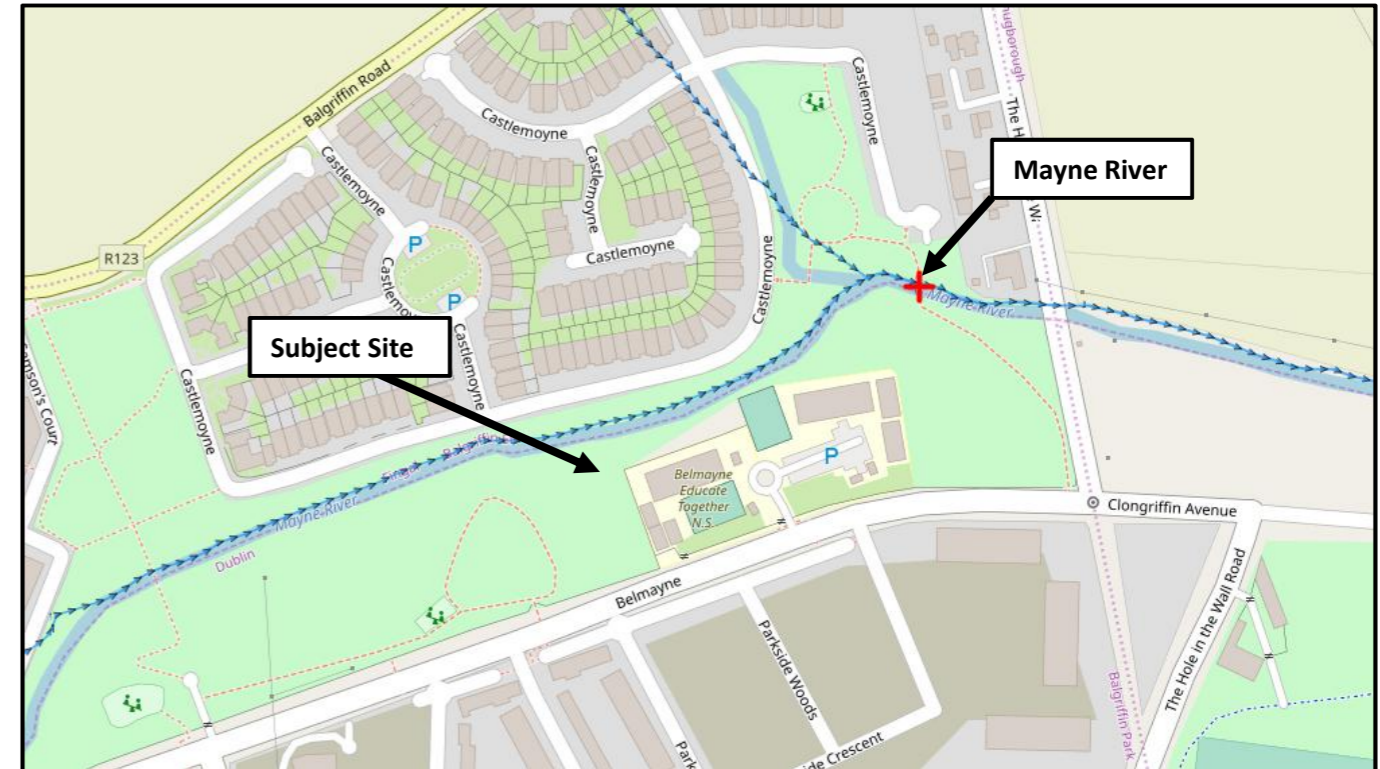 Balgriffin Road
Castlemoyne
Castlemoyne
Castlemoyne
Castlemoyne
Castlemoyne
Castlemoyne
Castlemoyne
Castlemoyne
P
P
R123
Mayne River
Mayne River
Subject Site
Castlemoyne
Mayne River
Dublin
Belmayne
Educate
Together
N.S.
P
Clongriffin Avenue
Belmayne
Parkside Woods
The Hole in the Wall Road
Balgriffin Park